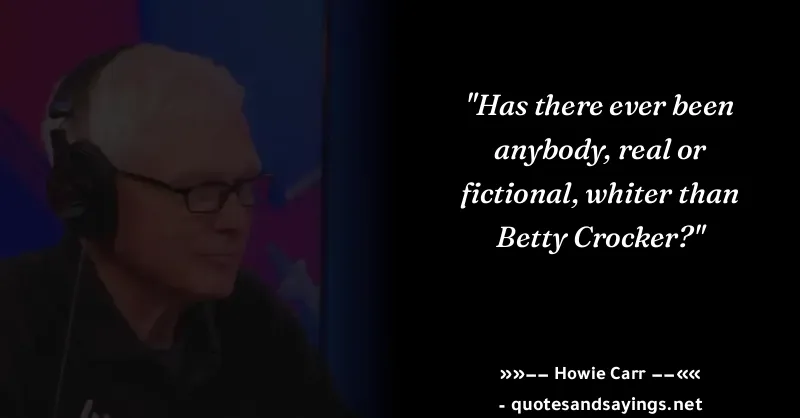 "Has there ever been
anybody, real or
fictional, whiter than
Betty Crocker?"
»»−− Howie Carr −−««
- quotesandsayings.net